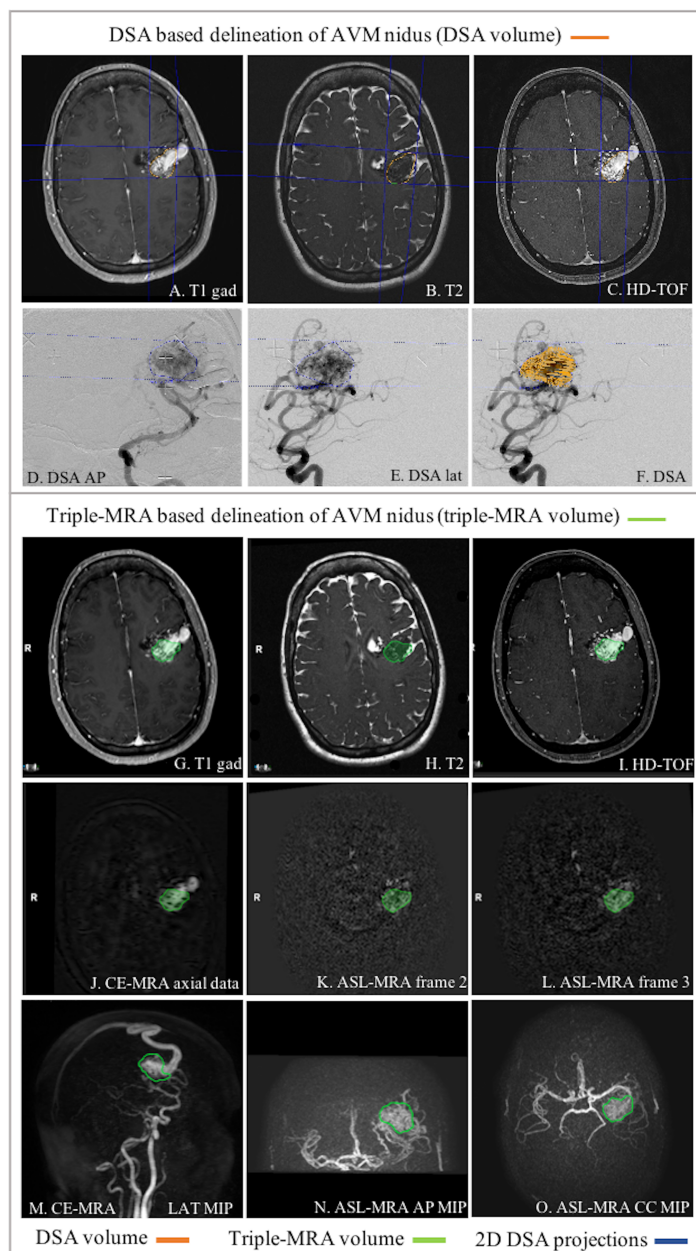 DSA based delineation of AVM nidus (DSA volume)
A. T1 gad
B. T2
C. HD-TOF
D. DSA AP
E. DSA lat
F. DSA
Triple-MRA based delineation of AVM nidus (triple-MRA volume)
R
R
R
G. T1 gad
H. T2
I. HD-TOF
R
R
R
J. CE-MRA axial data
K. ASL-MRA frame 2
L. ASL-MRA frame 3
M. CE-MRA LAT MIP
N. ASL-MRA AP MIP
O. ASL-MRA CC MIP
DSA volume
Triple-MRA volume
2D DSA projections